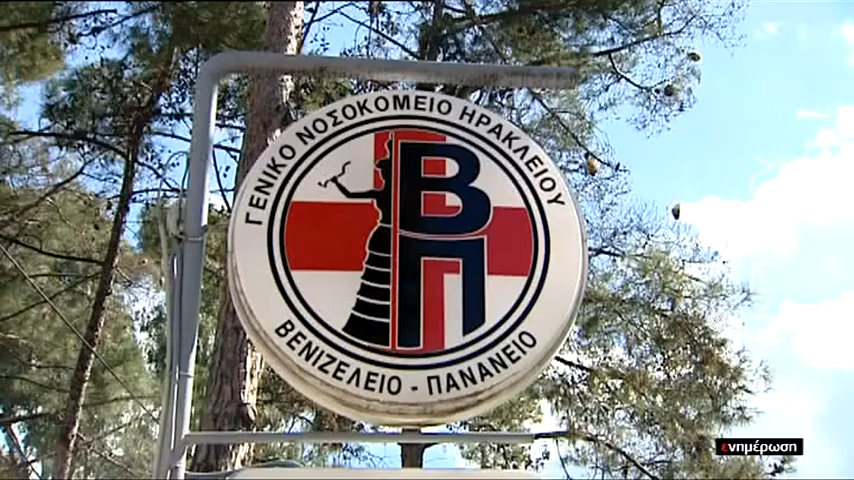 ΓΕΝΙΚΟ ΝΟΣΟΚΟΜΕΙΟ ΗΡΑΚΛΕΙΟΥ
ΒΠ
ΒΕΝΙΖΕΛΕΙΟ - ΠΑΝΑΝΕΙΟ
ενημέρωση